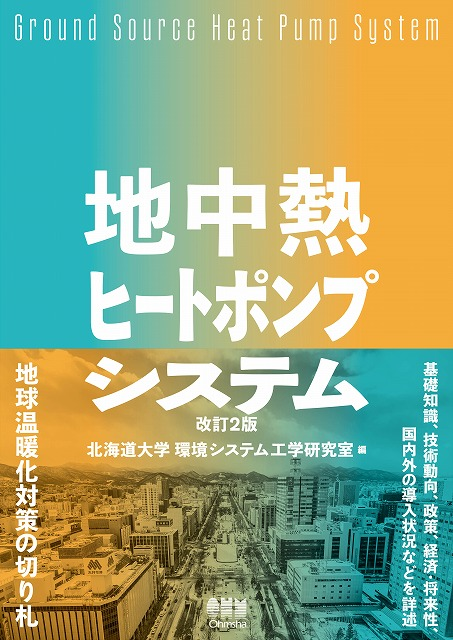 Ground Source Heat Pump System
地中熱
ヒートポンプ
システム
改訂2版
北海道大学 環境システム工学研究室 編
基礎知識、技術動向、政策、経済・将来性、
国内外の導入状況などを詳述
地球温暖化対策の切り札
Ohmsha